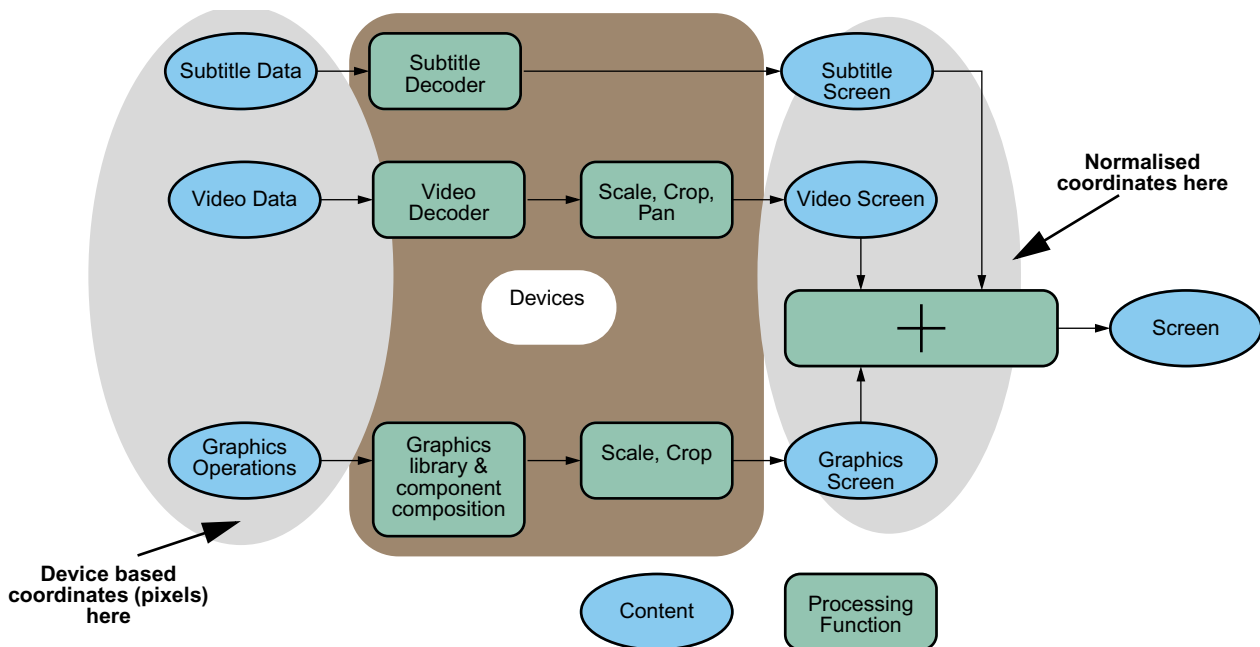 Subtitle Data
Subtitle
Decoder
Subtitle
Screen
Normalised
coordinates here
Video Data
Video
Decoder
Scale, Crop,
Pan
Video Screen
Devices
+
Screen
Graphics
Operations
Graphics
library &
component
composition
Scale, Crop
Graphics
Screen
Device based
coordinates (pixels)
here
Content
Processing
Function